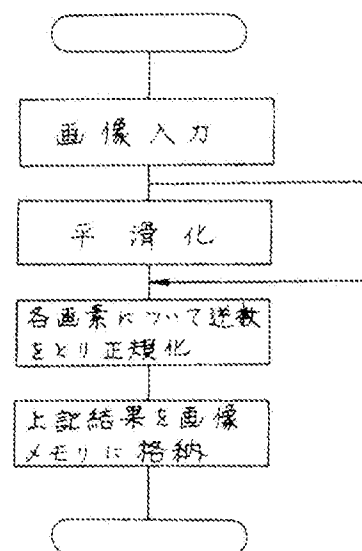 画像入力
平滑化
各画素について逆数
をとり正規化
上記結果を画像
メモリに格納